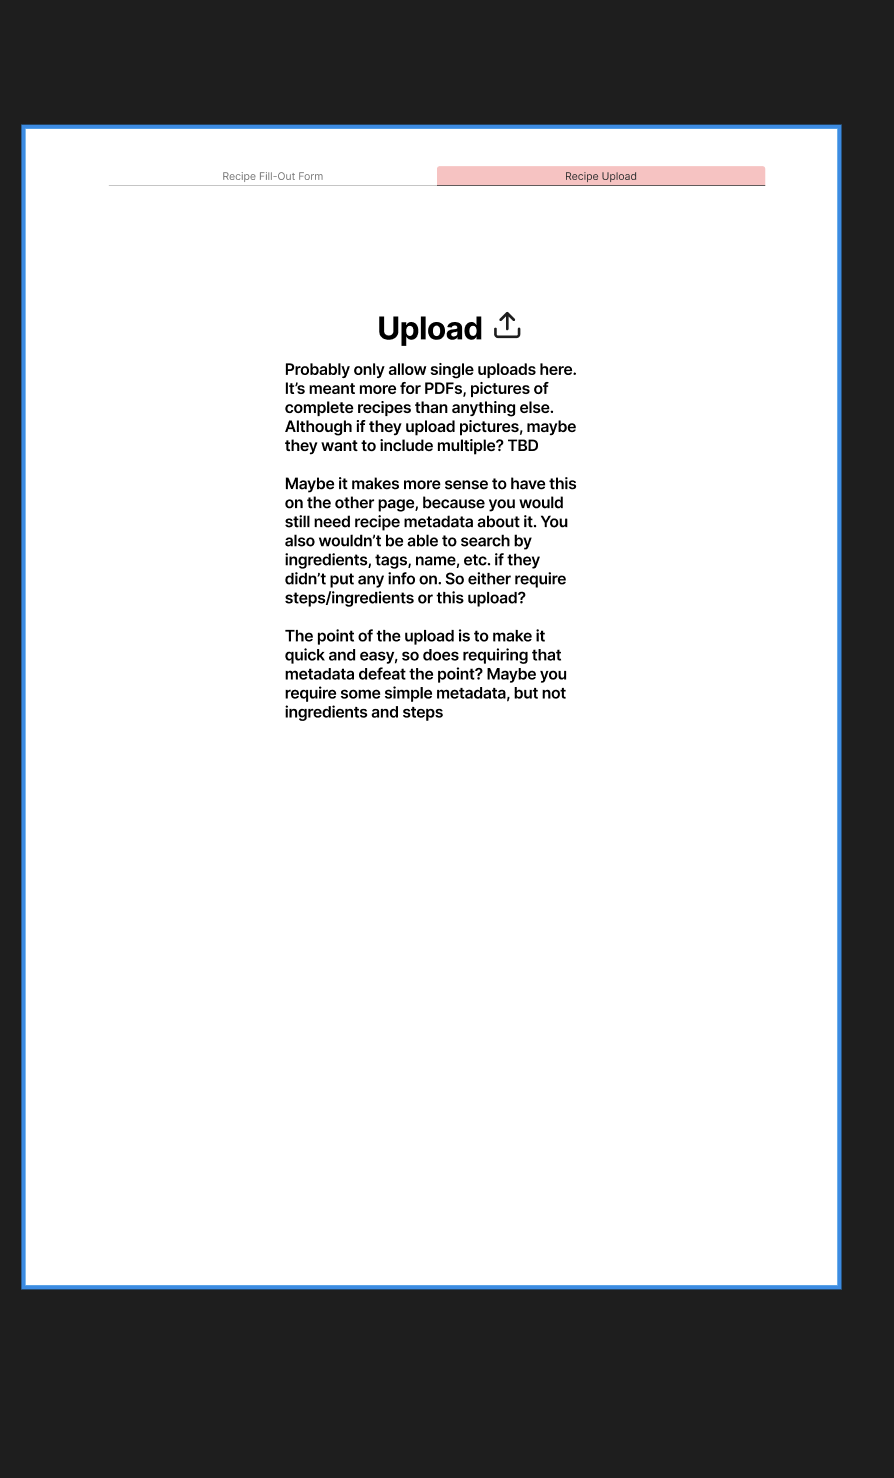 Recipe Fill-Out Form
Recipe Upload
Upload
Probably only allow single uploads here.
It’s meant more for PDFs, pictures of
complete recipes than anything else.
Although if they upload pictures, maybe
they want to include multiple? TBD
Maybe it makes more sense to have this
on the other page, because you would
still need recipe metadata about it. You
also wouldn’t be able to search by
ingredients, tags, name, etc. if they
didn’t put any info on. So either require
steps/ingredients or this upload?
The point of the upload is to make it
quick and easy, so does requiring that
metadata defeat the point? Maybe you
require some simple metadata, but not
ingredients and steps